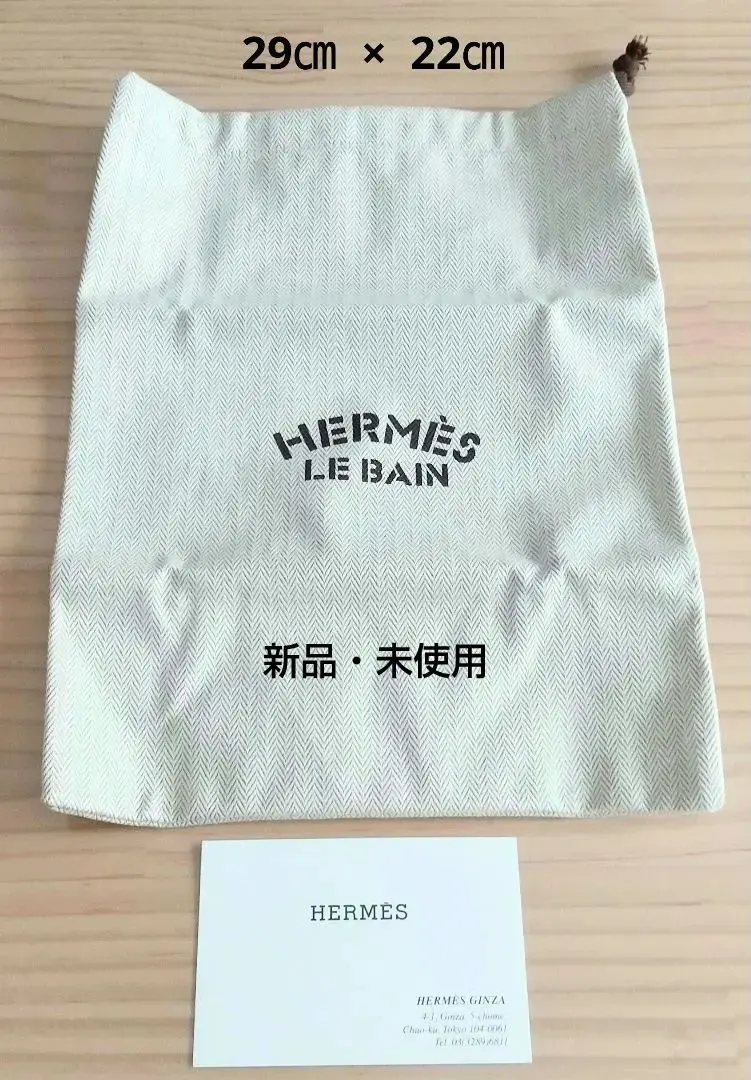 29㎝ × 22㎝
HERMÈS
LE BAIN
新品・未使用
HERMÈS
HERMÈS GINZA
4-1, Ginza, 5-chome,
Chuo-ku, Tokyo 104-0061
Tel. 03(3289)6811